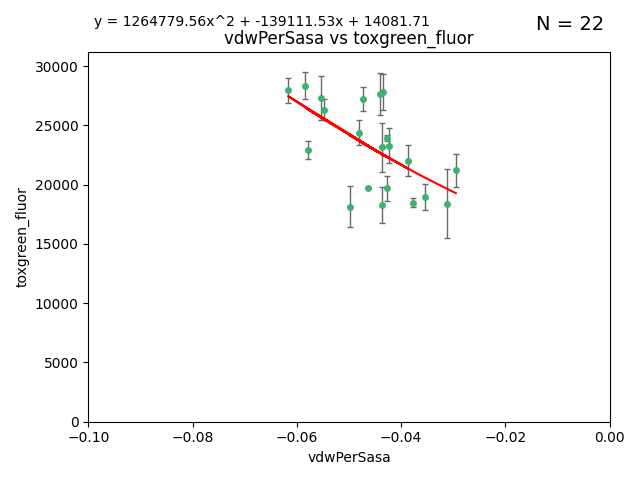 y = 1264779.56x^2 + -139111.53x + 14081.71
N = 22
vdwPerSasa vs toxgreen_fluor
30000
25000
20000
15000
10000
5000
0
toxgreen_fluor
−0.10 −0.08 −0.06 −0.04 −0.02 0.00
vdwPerSasa